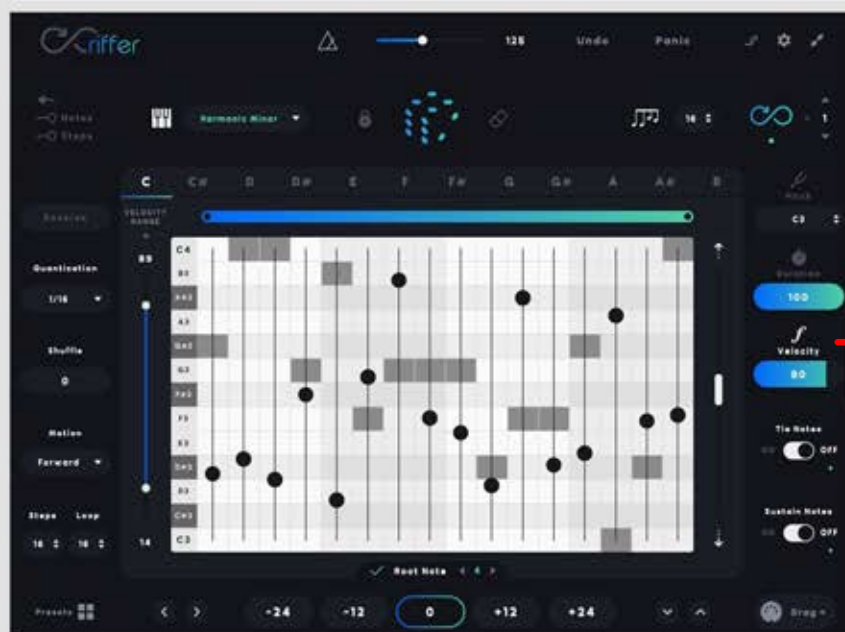 riffer
125 Undo Panic
Notes
Steps
Harmonic Minor
16
1
C C# D D# E F F# G G# A A# B
VELOCITY RANGE
C3
89
Quantization
1/16
Duration
100
Velocity
80
Shuffle
0
Motion
Forward
Steps Loop
16 16
14
C4
B3
A#3
A3
G#3
G3
F#3
F3
E3
D#3
D3
C#3
C3
Tie Notes
OFF
Sustain Notes
OFF
Root Note 4
Presets
-24 -12 0 +12 +24
Drag